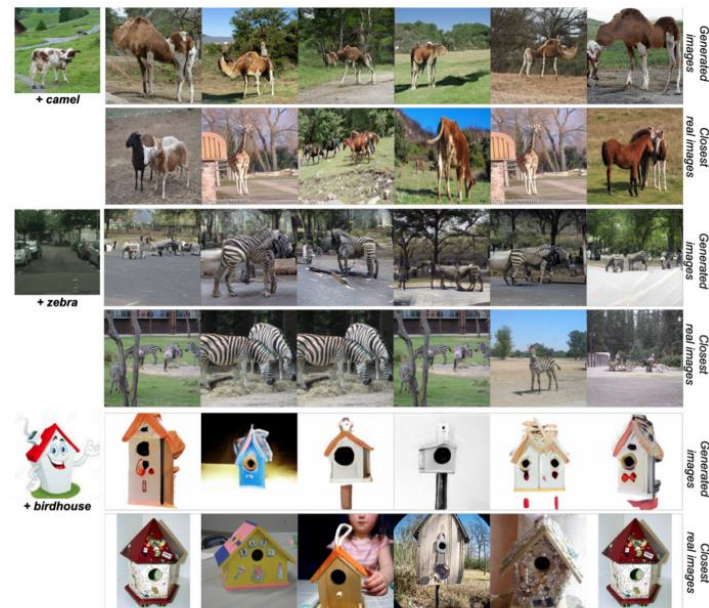 Generated
images
+ camel
Closest
real images
Generated
images
+ zebra
Closest
real images
Generated
images
+ birdhouse
Closest
real images